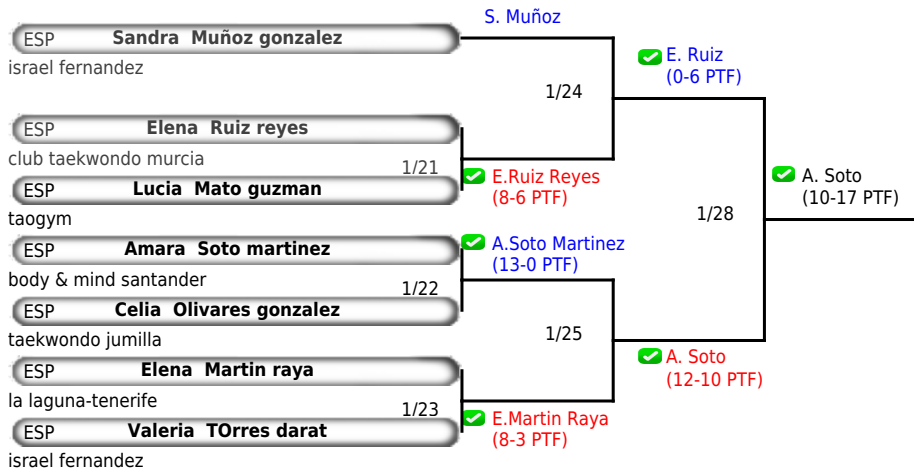 S. Muñoz
ESP Sandra Muñoz gonzalez
israel fernandez
E. Ruiz
(0-6 PTF)
1/24
ESP Elena Ruiz reyes
club taekwondo murcia
1/21
E.Ruiz Reyes
(8-6 PTF)
ESP Lucia Mato guzman
taogym
A. Soto
(10-17 PTF)
1/28
ESP Amara Soto martinez
A.Soto Martinez
(13-0 PTF)
body & mind santander
1/22
ESP Celia Olivares gonzalez
taekwondo jumilla
1/25
A. Soto
(12-10 PTF)
ESP Elena Martin raya
la laguna-tenerife
1/23
E.Martin Raya
(8-3 PTF)
ESP Valeria TOrres darat
israel fernandez